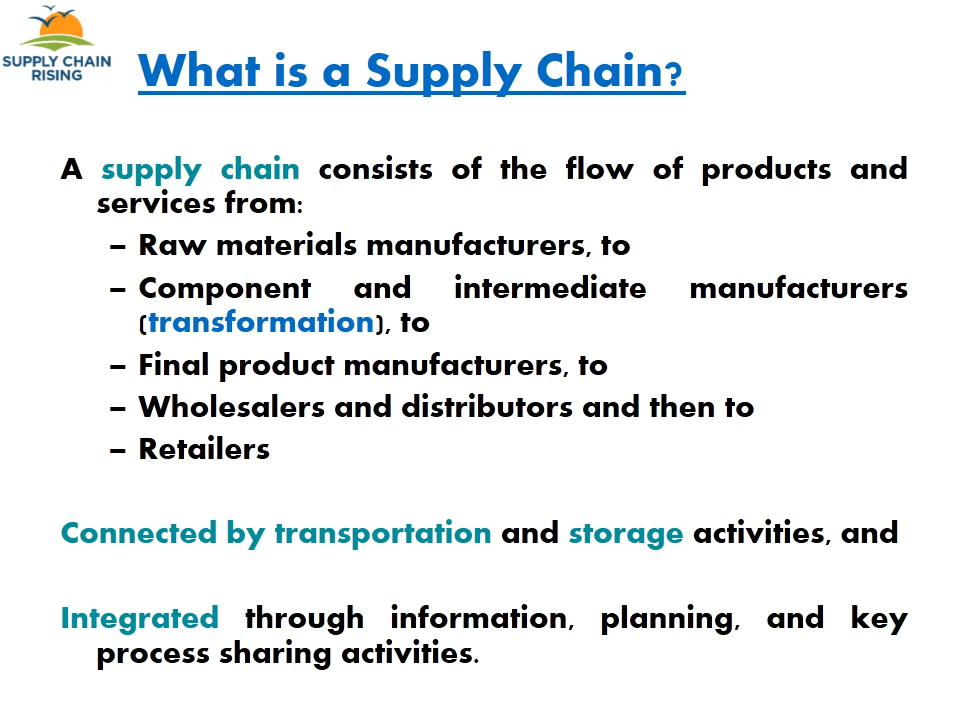 SUPPLY CHAIN
RISING
What is a Supply Chain?
A supply chain consists of the flow of products and
services from:
– Raw materials manufacturers, to
– Component and intermediate manufacturers
(transformation), to
– Final product manufacturers, to
– Wholesalers and distributors and then to
– Retailers
Connected by transportation and storage activities, and
Integrated through information, planning, and key
process sharing activities.